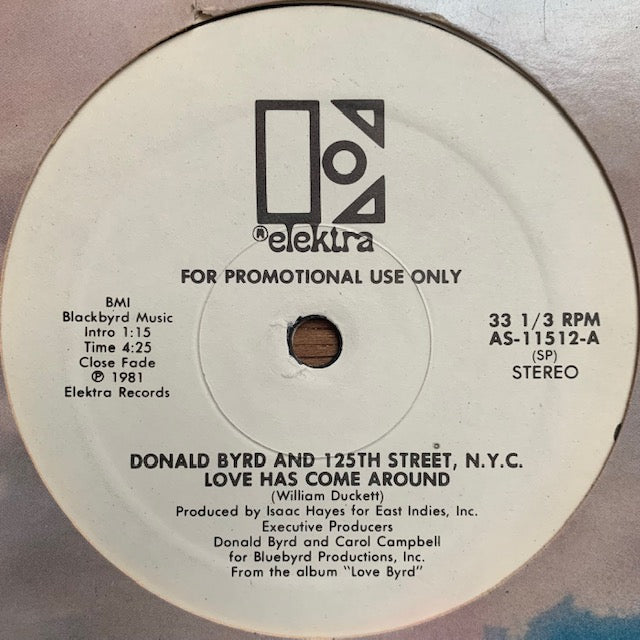 ®elektra
FOR PROMOTIONAL USE ONLY
BMI
Blackbyrd Music
Intro 1:15
Time 4:25
Close Fade
℗ 1981
Elektra Records
33 1/3 RPM
AS-11512-A
(SP)
STEREO
DONALD BYRD AND 125TH STREET, N.Y.C.
LOVE HAS COME AROUND
(William Duckett)
Produced by Isaac Hayes for East Indies, Inc.
Executive Producers
Donald Byrd and Carol Campbell
for Bluebyrd Productions, Inc.
From the album "Love Byrd"